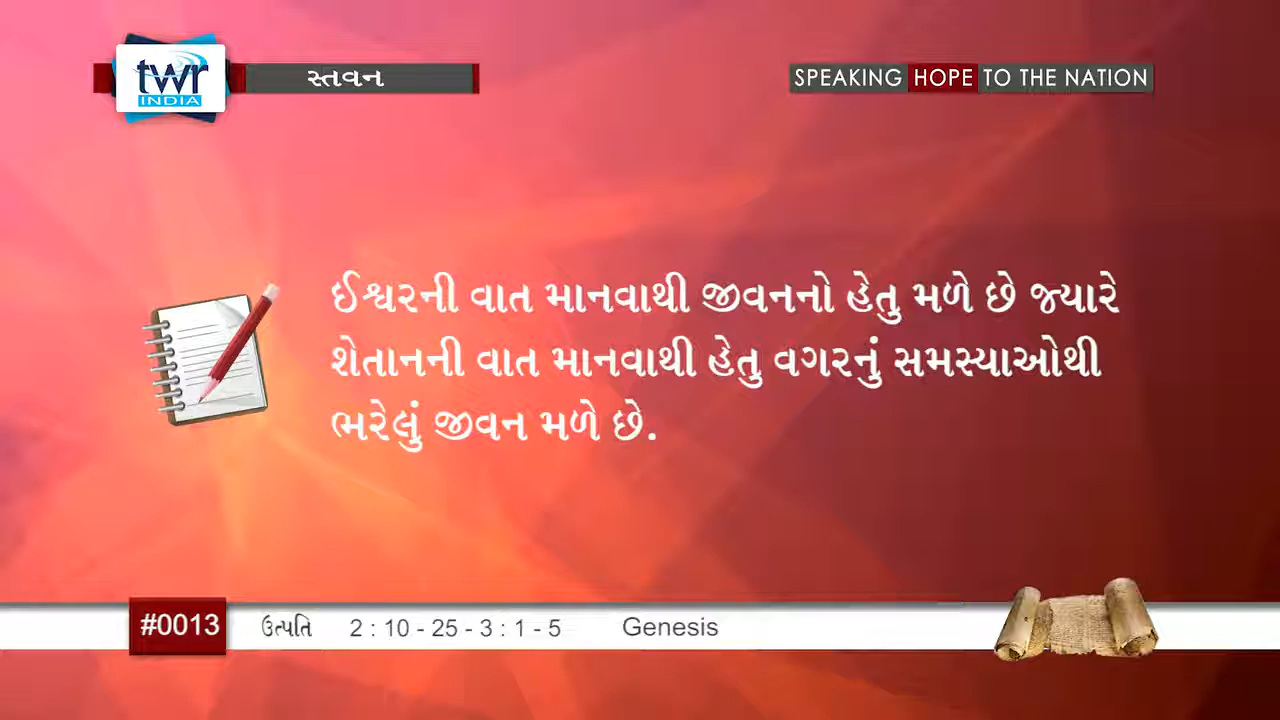 twr
INDIA
સ્તવન
SPEAKING HOPE TO THE NATION
ઈશ્વરની વાત માનવાથી જીવનનો હેતુ મળે છે જ્યારે
શેતાનની વાત માનવાથી હેતુ વગરનું સમસ્યાઓથી
ભરેલું જીવન મળે છે.
#0013 ઉત્પતિ 2 : 10 - 25 - 3 : 1 - 5 Genesis